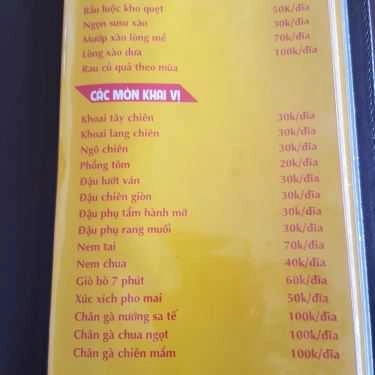 Bầu luộc kho quẹt 50K/đĩa
Ngọn susu xào 30k/đĩa
Mướp xào lòng mề 70k/đĩa
Lòng xào dưa 100k/đĩa
Rau củ quả theo mùa
CÁC MÓN KHAI VỊ
Khoai tây chiên 30k/đĩa
Khoai lang chiên 30k/đĩa
Ngô chiên 30k/đĩa
Phồng tôm 20k/đĩa
Đậu lướt ván 30k/đĩa
Đậu chiên giòn 30k/đĩa
Đậu phụ tẩm hành mỡ 30k/đĩa
Đậu phụ rang muối 30k/đĩa
Nem tai 70k/đĩa
Nem chua 40k/đĩa
Giò bò 7 phút 60k/đĩa
Xúc xích pho mai 50k/đĩa
Chân gà nướng sa tế 100k/đĩa
Chân gà chua ngọt 100k/đĩa
Chân gà chiên mắm 100k/đĩa